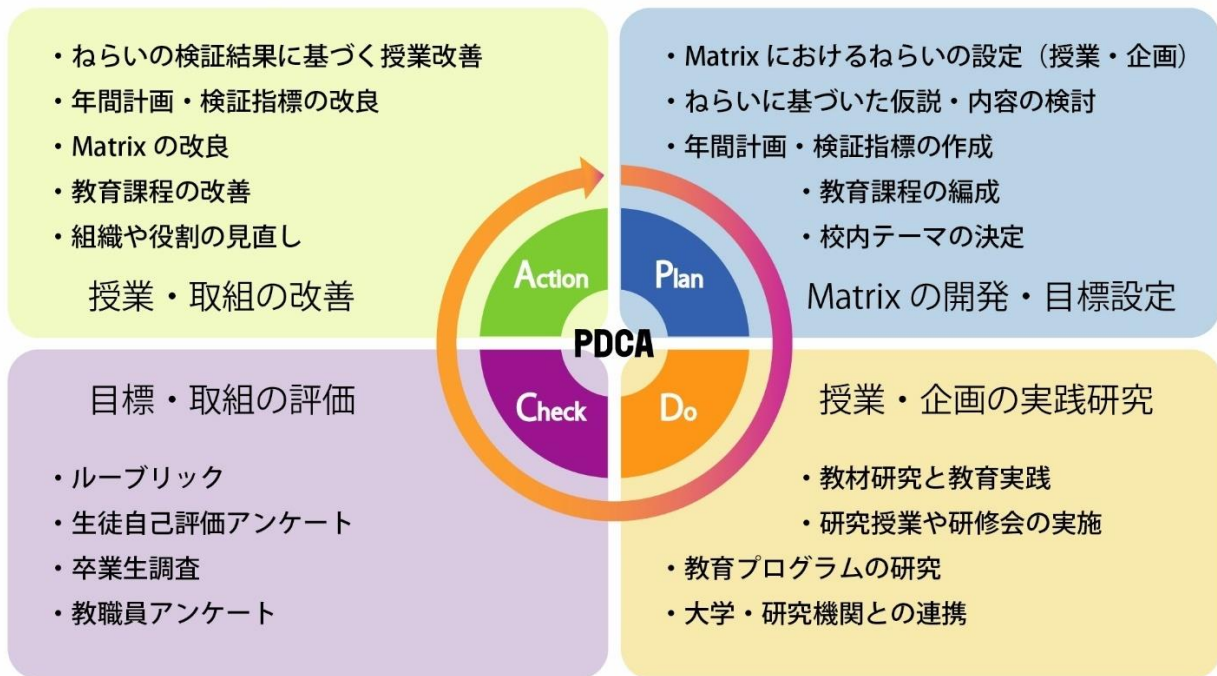 ・ねらいの検証結果に基づく授業改善
・年間計画・検証指標の改良
・Matrix の改良
・教育課程の改善
・組織や役割の見直し
授業・取組の改善
・Matrix におけるねらいの設定（授業・企画）
・ねらいに基づいた仮説・内容の検討
・年間計画・検証指標の作成
・教育課程の編成
・校内テーマの決定
Matrix の開発・目標設定
Action
Plan
PDCA
Check
Do
目標・取組の評価
・ルーブリック
・生徒自己評価アンケート
・卒業生調査
・教職員アンケート
授業・企画の実践研究
・教材研究と教育実践
・研究授業や研修会の実施
・教育プログラムの研究
・大学・研究機関との連携